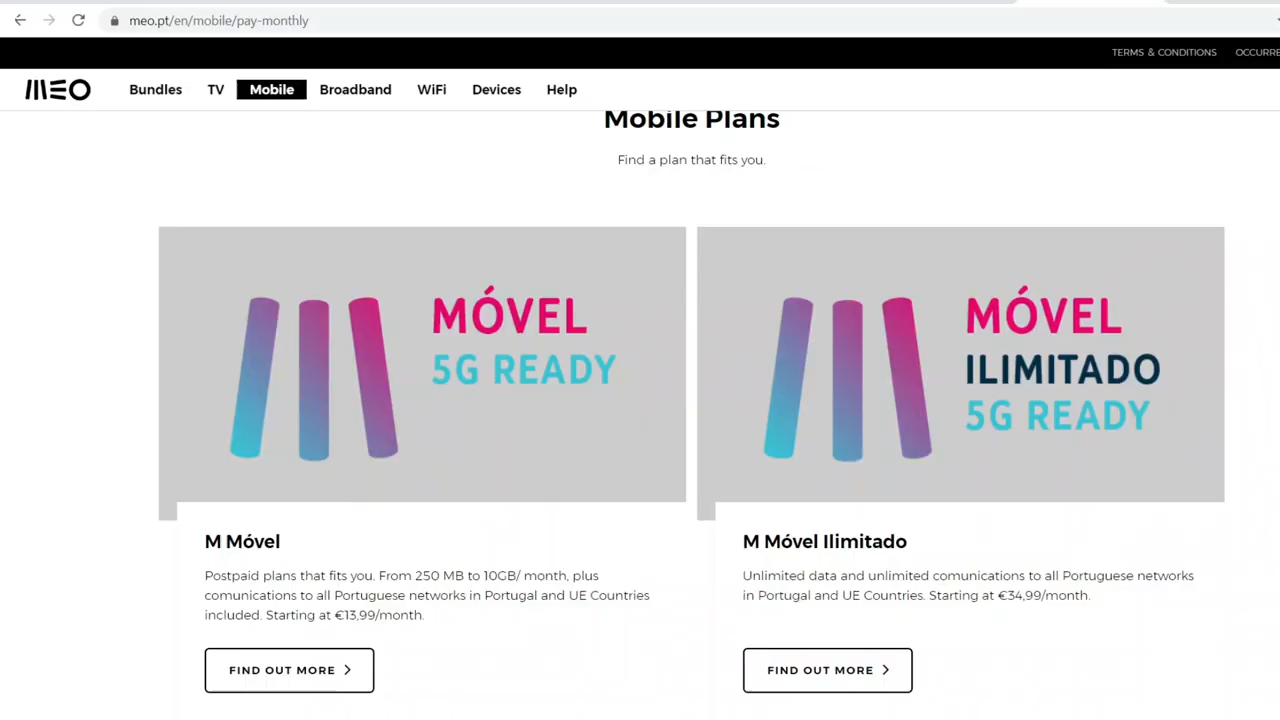 meo.pt/en/mobile/pay-monthly
TERMS & CONDITIONS OCCURRE
MEO Bundles TV Mobile Broadband WiFi Devices Help
Mobile Plans
Find a plan that fits you.
MÓVEL
5G READY
MÓVEL
ILIMITADO
5G READY
M Móvel
Postpaid plans that fits you. From 250 MB to 10GB/ month, plus
comunications to all Portuguese networks in Portugal and UE Countries
included. Starting at €13,99/month.
FIND OUT MORE
M Móvel Ilimitado
Unlimited data and unlimited comunications to all Portuguese networks
in Portugal and UE Countries. Starting at €34,99/month.
FIND OUT MORE